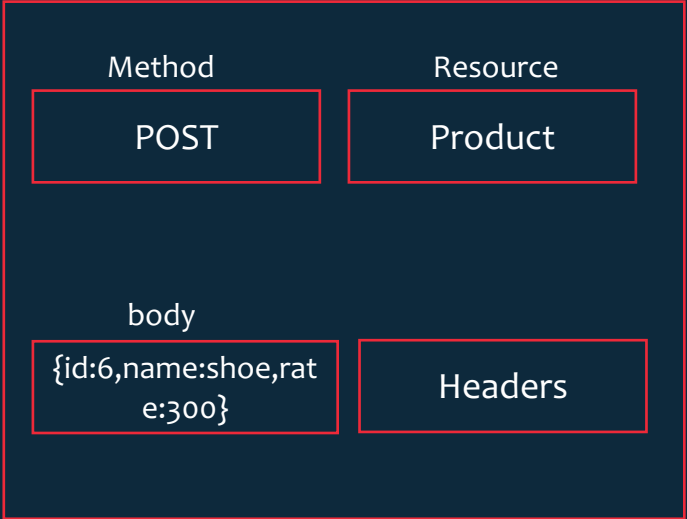 Method
Resource
POST
Product
body
{id:6,name:shoe,rat
e:300}
Headers